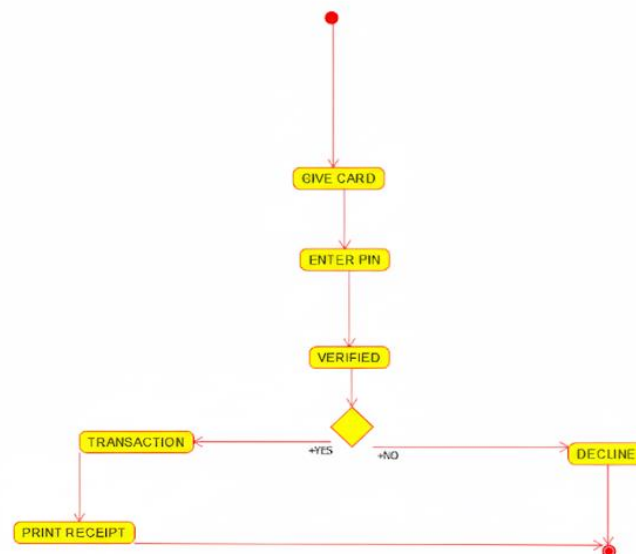 GIVE CARD
ENTER PIN
VERIFIED
TRANSACTION
+YES
+NO
DECLINE
PRINT RECEIPT